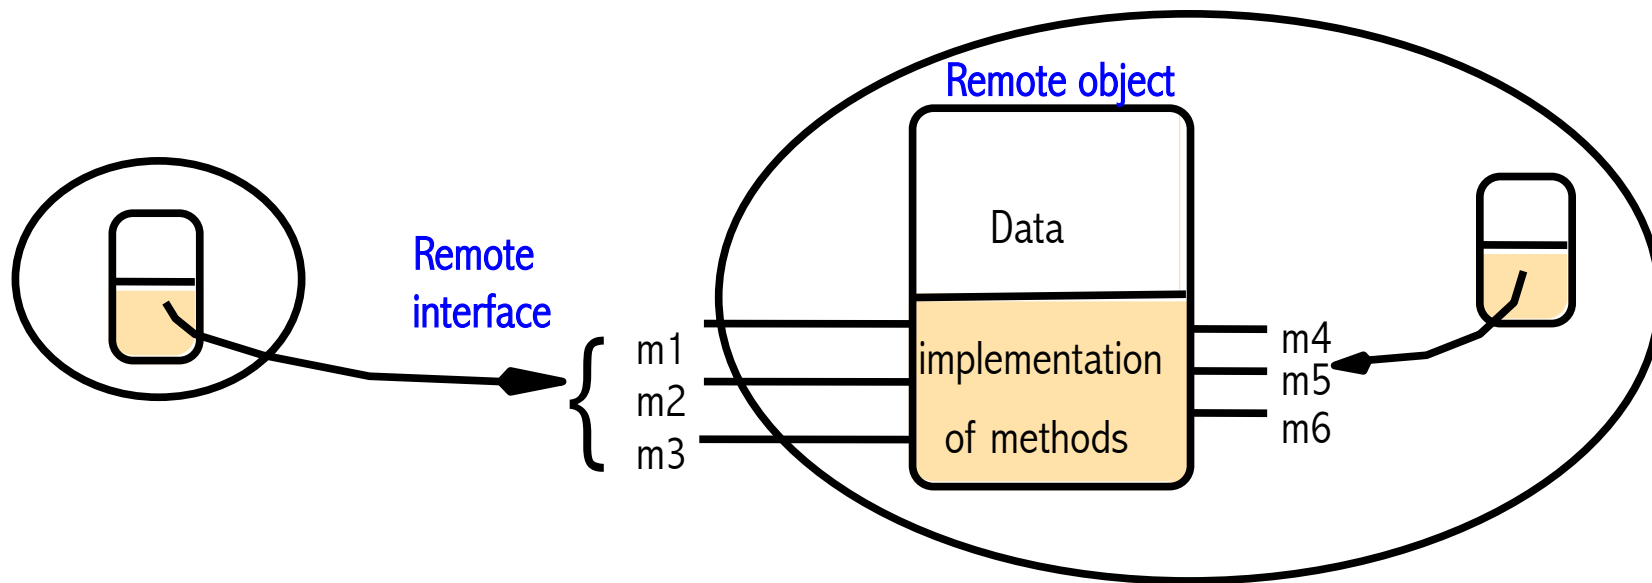 Remote object
Data
Remote
interface
{ m1
m2
m3
implementation
of methods
m4
m5
m6